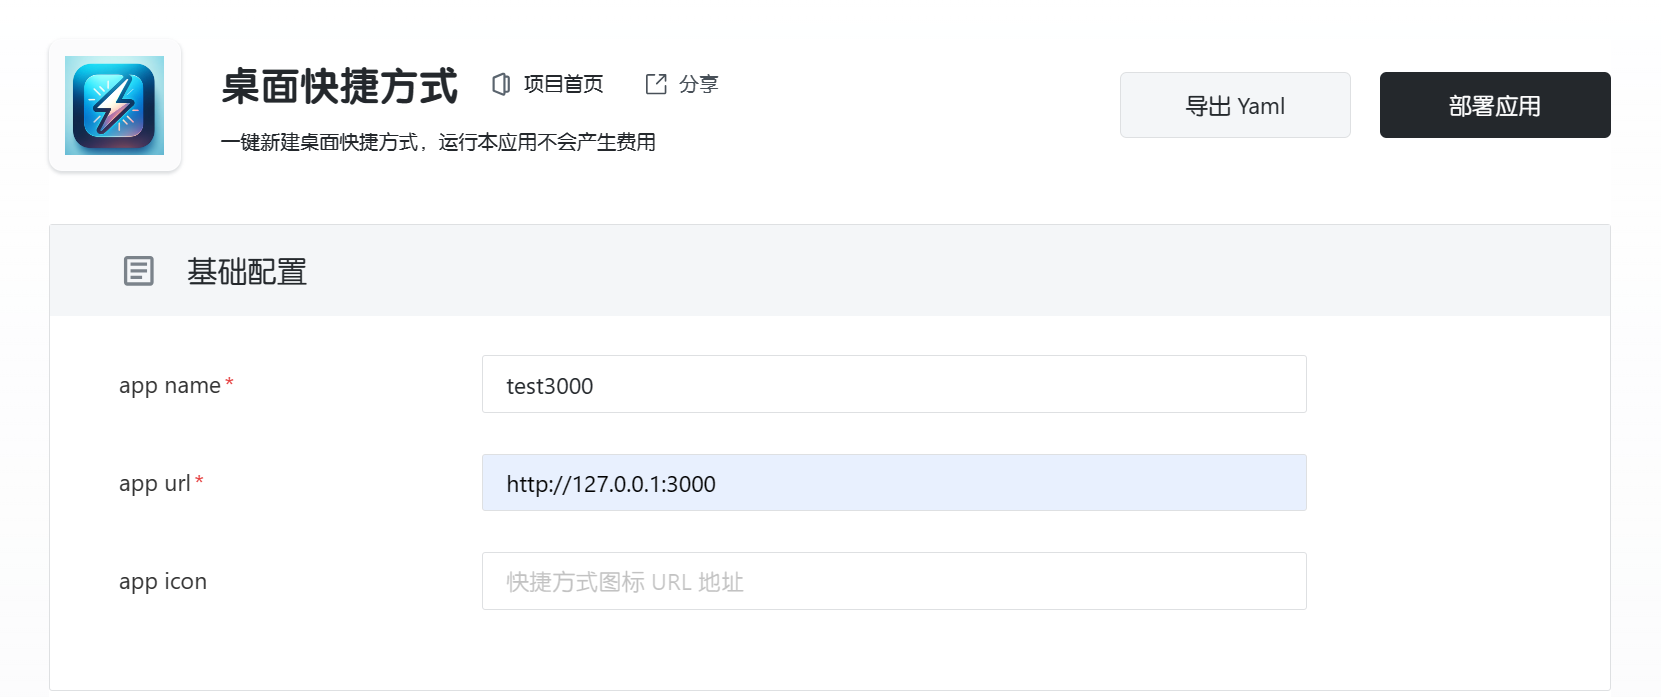 桌面快捷方式 项目首页 分享
一键新建桌面快捷方式，运行本应用不会产生费用
导出 Yaml 部署应用
基础配置
app name* test3000
app url* http://127.0.0.1:3000
app icon 快捷方式图标 URL 地址